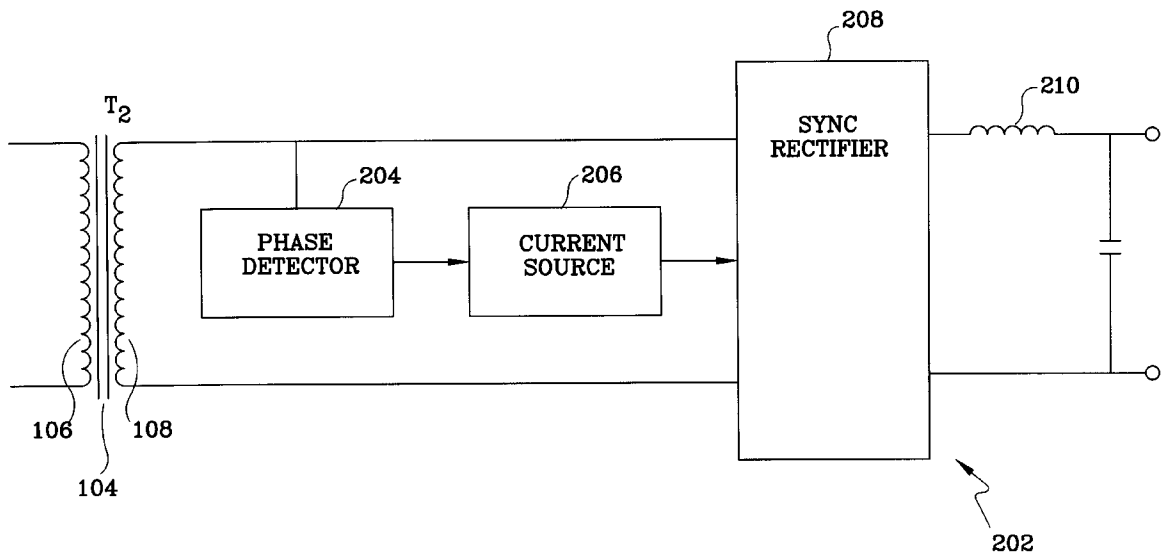 208
210
T2
SYNC
RECTIFIER
204
206
PHASE
DETECTOR
CURRENT
SOURCE
106
108
104
202